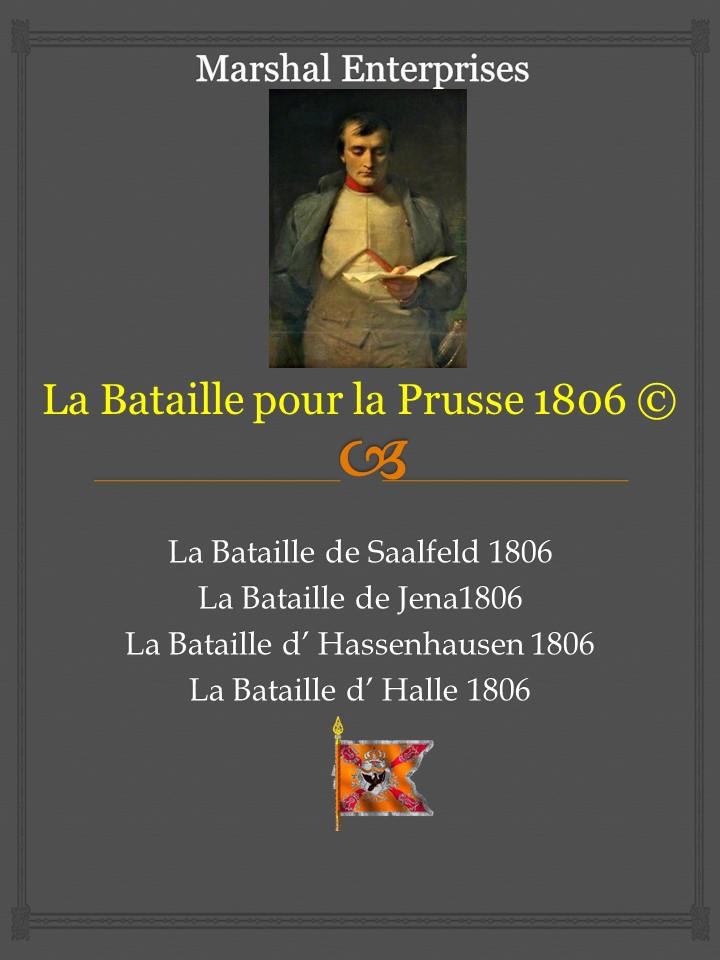 Marshal Enterprises
La Bataille pour la Prusse 1806 ©
La Bataille de Saalfeld 1806
La Bataille de Jena1806
La Bataille d’ Hassenhausen 1806
La Bataille d’ Halle 1806